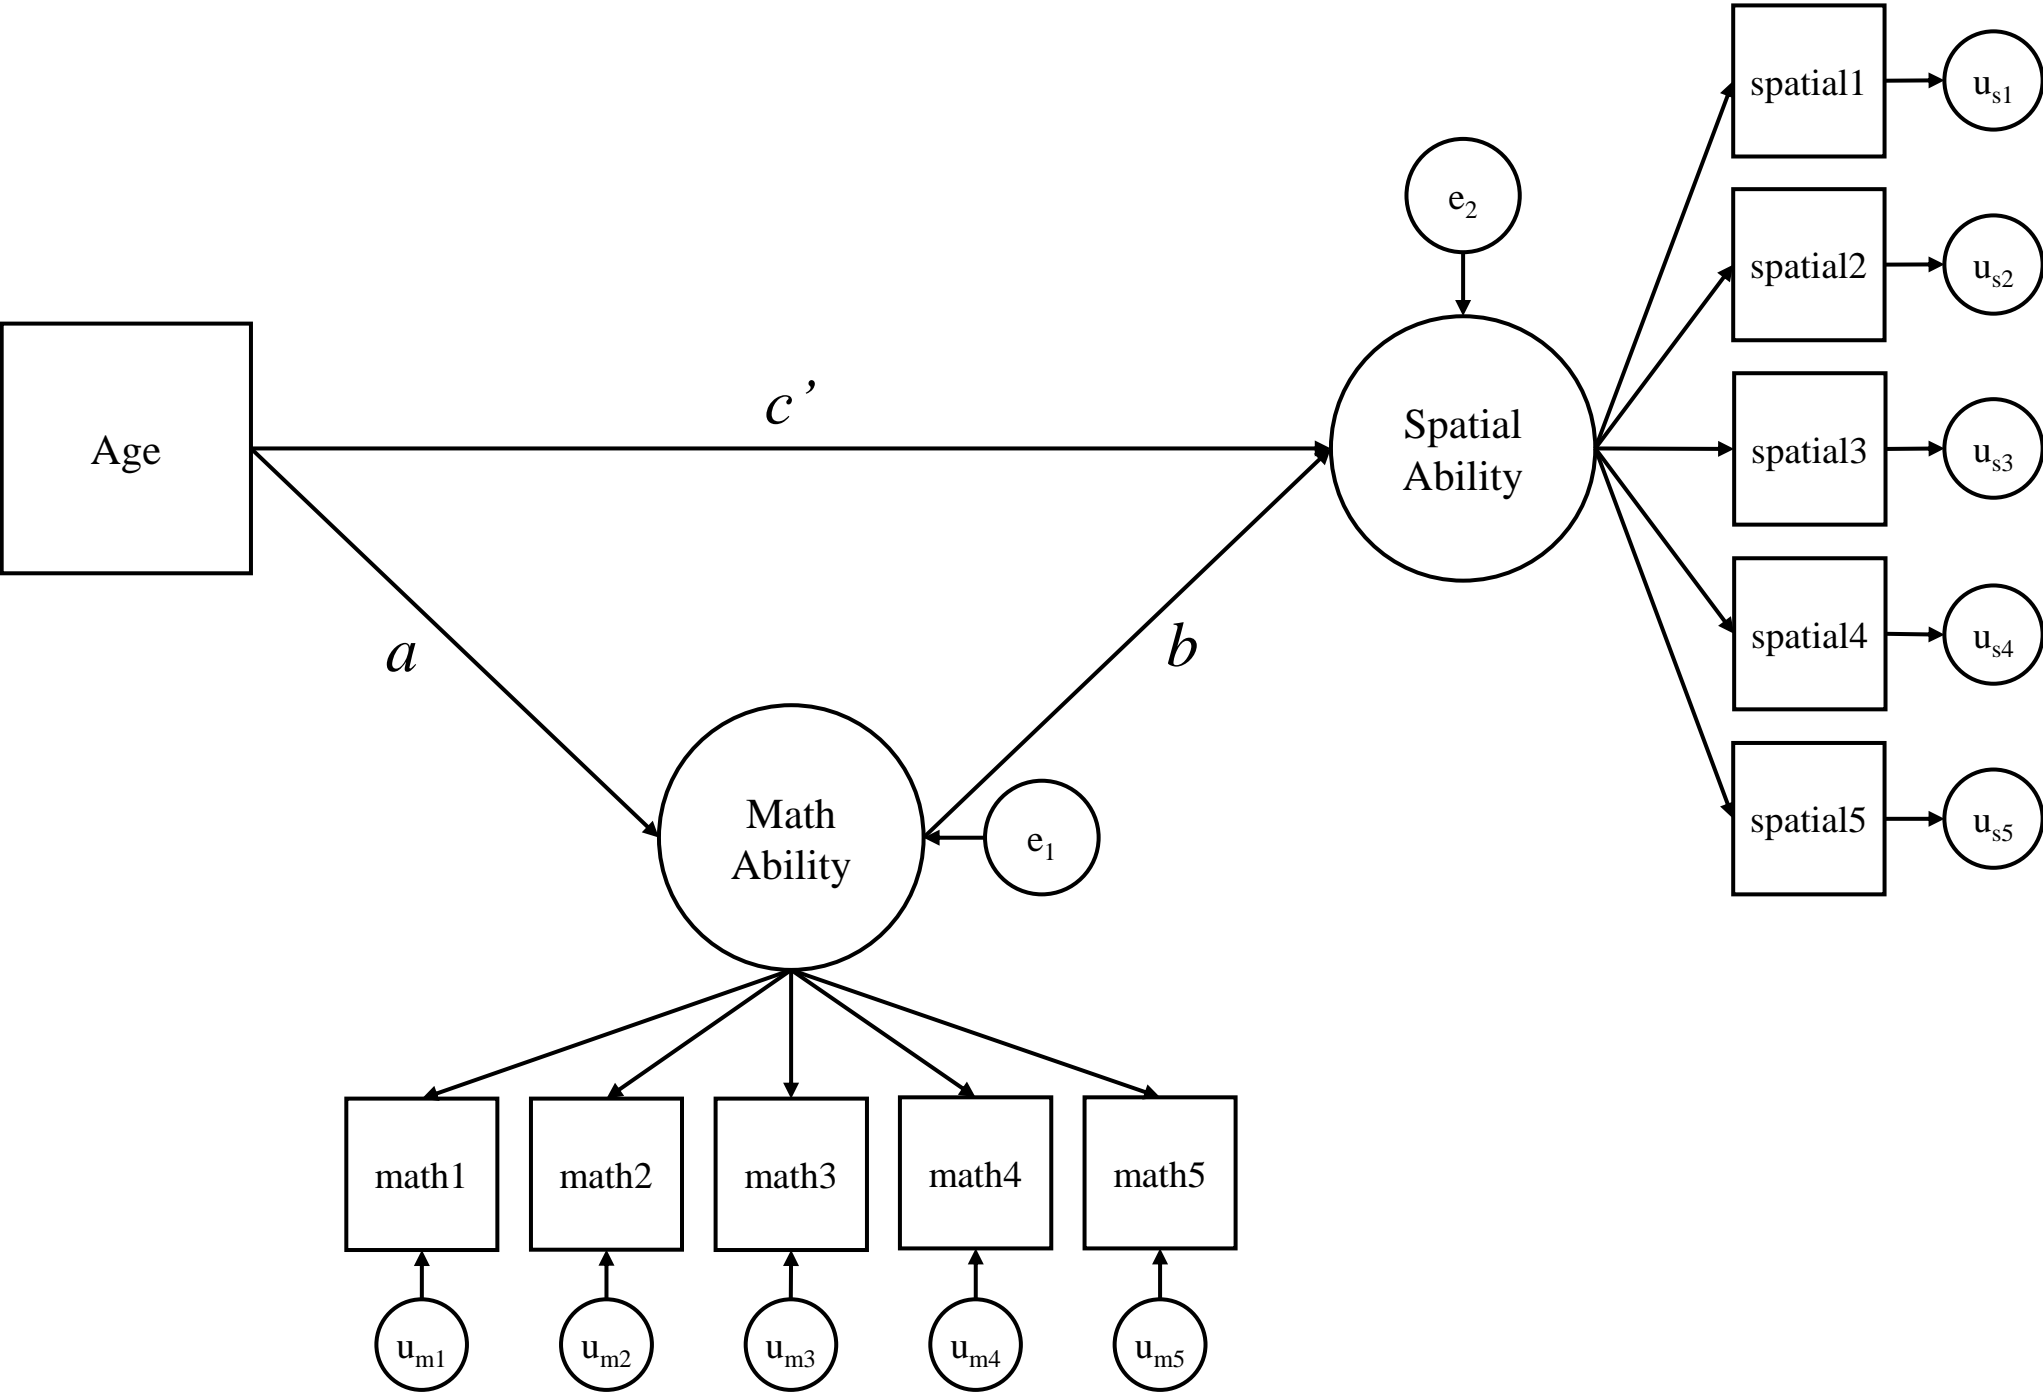 spatial1
u_s1
e_2
spatial2
u_s2
c’
Age
Spatial
Ability
spatial3
u_s3
a
b
spatial4
u_s4
Math
Ability
e_1
spatial5
u_s5
math1
math2
math3
math4
math5
u_m1
u_m2
u_m3
u_m4
u_m5